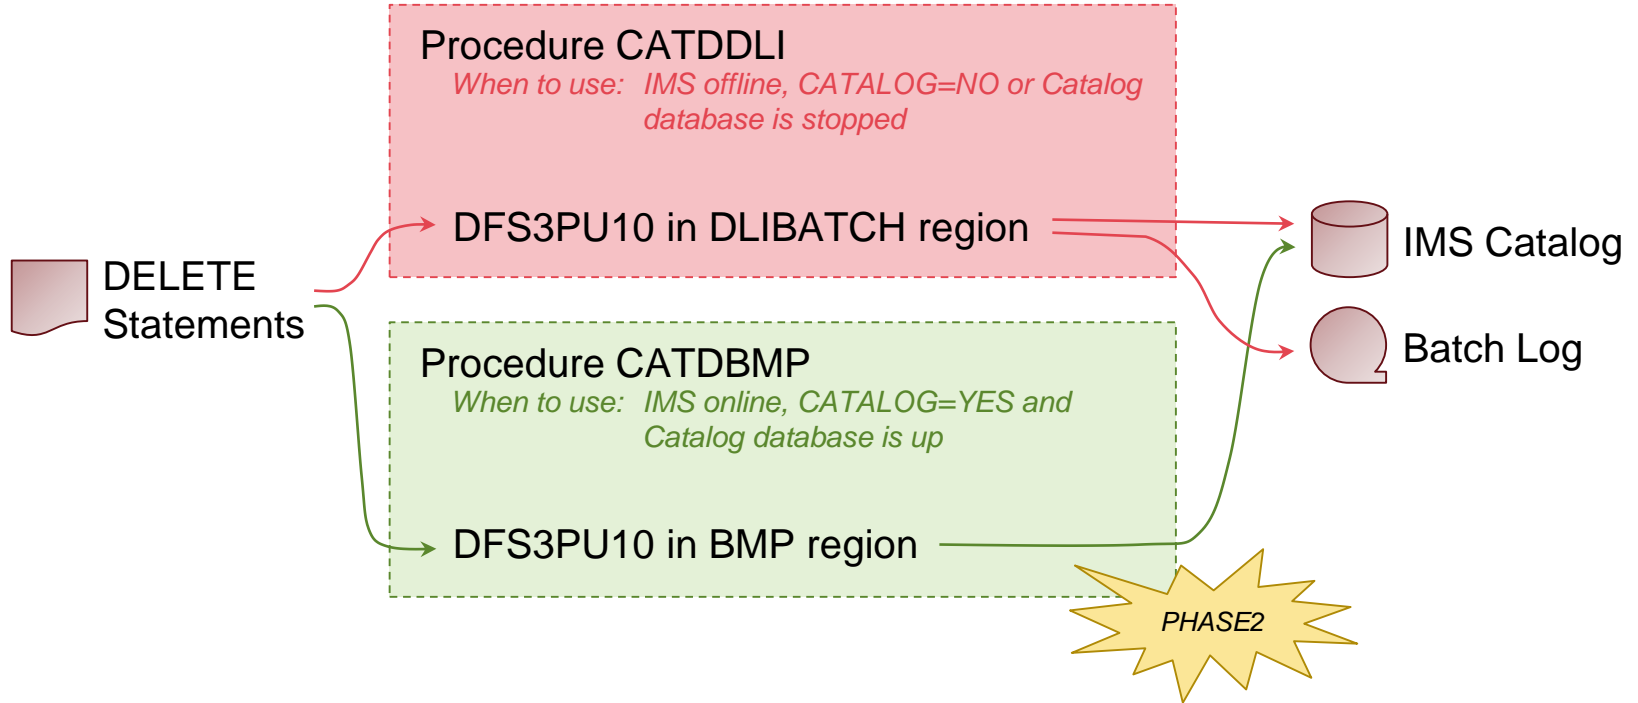 Procedure CATDDLI
When to use: IMS offline, CATALOG=NO or Catalog
database is stopped
DFS3PU10 in DLIBATCH region
DELETE
Statements
IMS Catalog
Batch Log
Procedure CATDBMP
When to use: IMS online, CATALOG=YES and
Catalog database is up
DFS3PU10 in BMP region
PHASE2